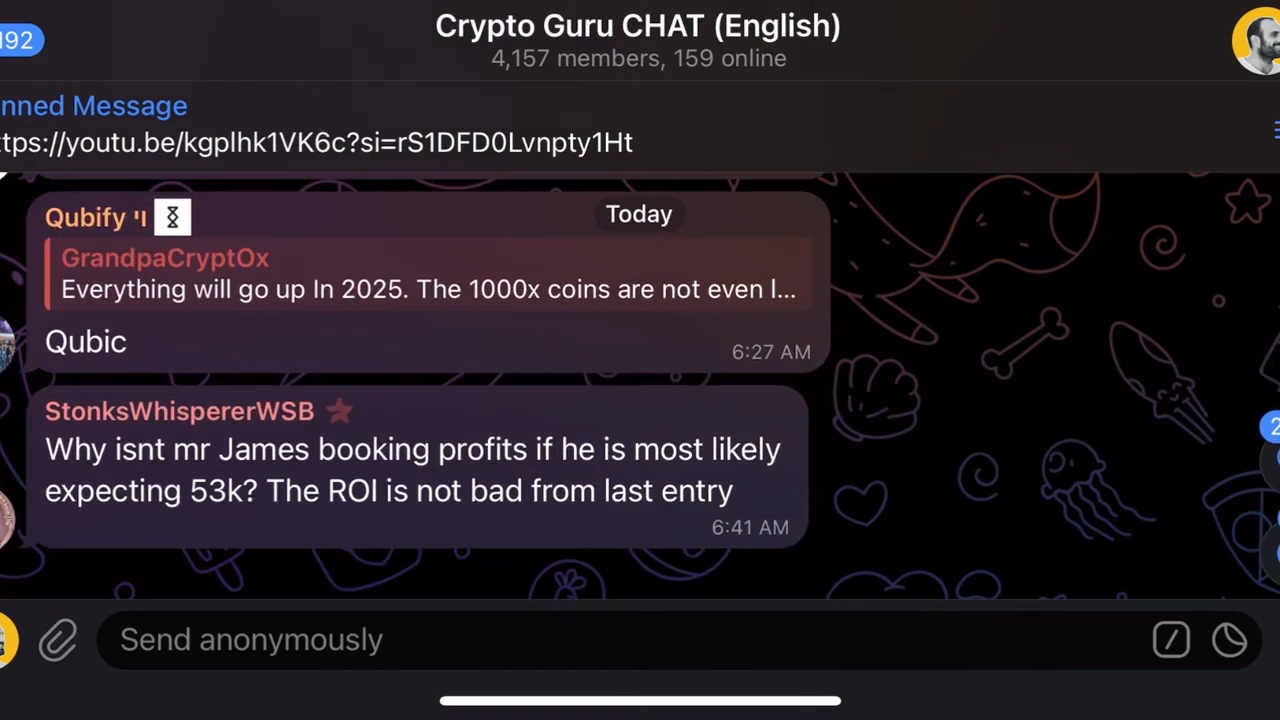 192
Crypto Guru CHAT (English)
4,157 members, 159 online
nned Message
ttps://youtu.be/kgplhk1VK6c?si=rS1DFD0Lvnpty1Ht
Today
Qubify
GrandpaCryptOx
Everything will go up In 2025. The 1000x coins are not even l...
Qubic
6:27 AM
StonksWhispererWSB
Why isnt mr James booking profits if he is most likely
expecting 53k? The ROI is not bad from last entry
6:41 AM
2
Send anonymously